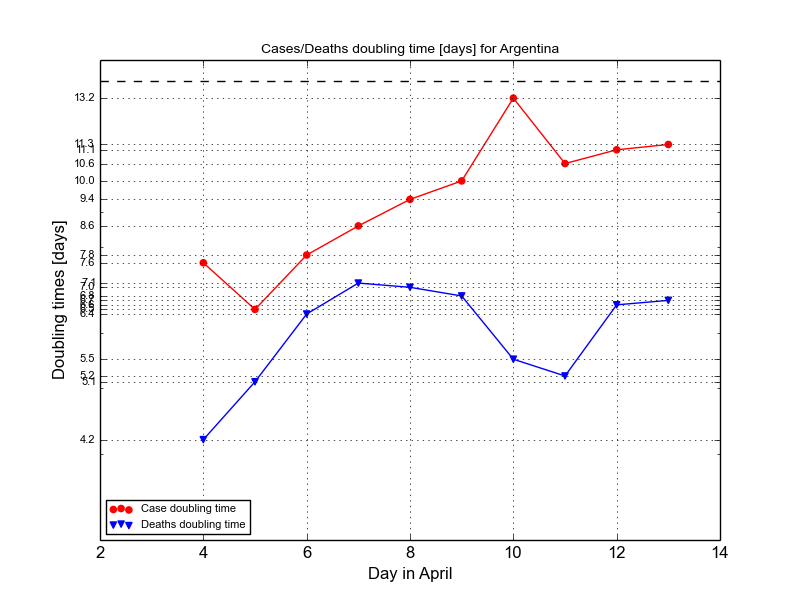 Cases/Deaths doubling time [days] for Argentina
13.2
11.3
11.1
10.6
10.0
9.4
8.6
7.8
7.6
7.1
7.0
6.4
5.5
5.2
5.1
4.2
Doubling times [days]
Case doubling time
Deaths doubling time
2 4 6 8 10 12 14
Day in April